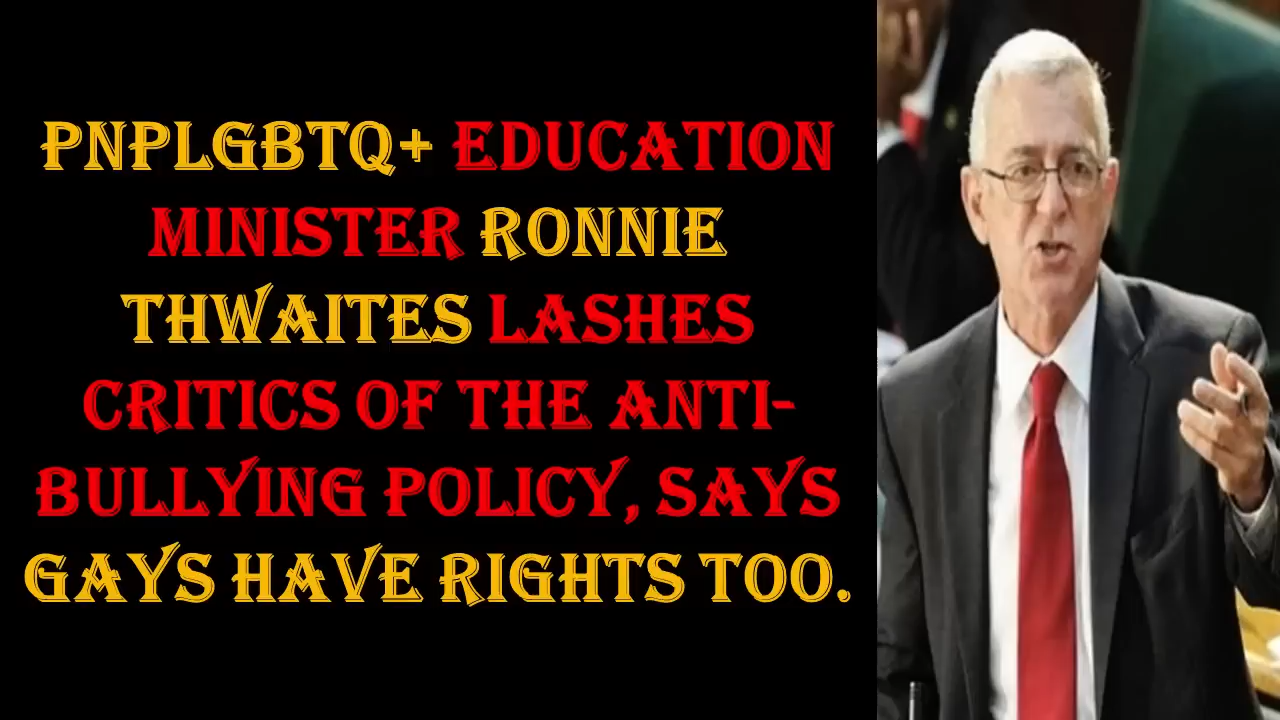 PNPLGBTQ+ EDUCATION
MINISTER RONNIE
THWAITES LASHES
CRITICS OF THE ANTI-
BULLYING POLICY, SAYS
GAYS HAVE RIGHTS TOO.